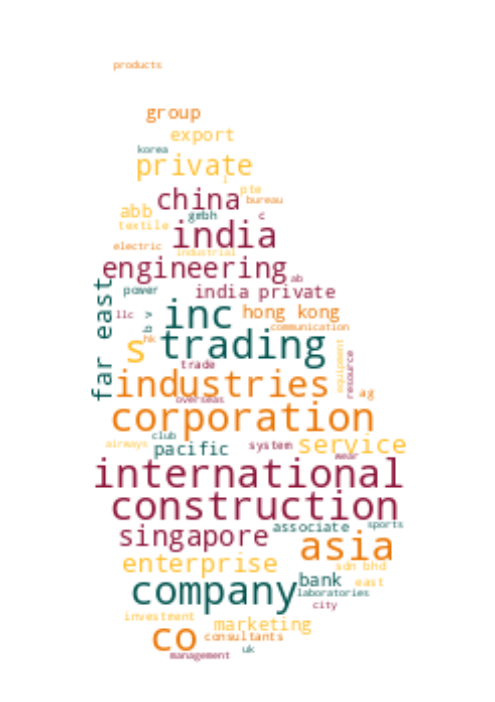 products
group
export
korea
private
l
pte
china bureau
abb gmbh c
textile india
electric industrial
engineering ab
power india private
far east
llc > inc hong kong
b communication
s hk trading
trade equipment resource
industries ag
overseas
corporation
club
airways pacific system service
wear
international
construction
singapore associate sports
asia
enterprise sdn bhd
company bank east
laboratories
city
investment marketing
co consultants
uk
management